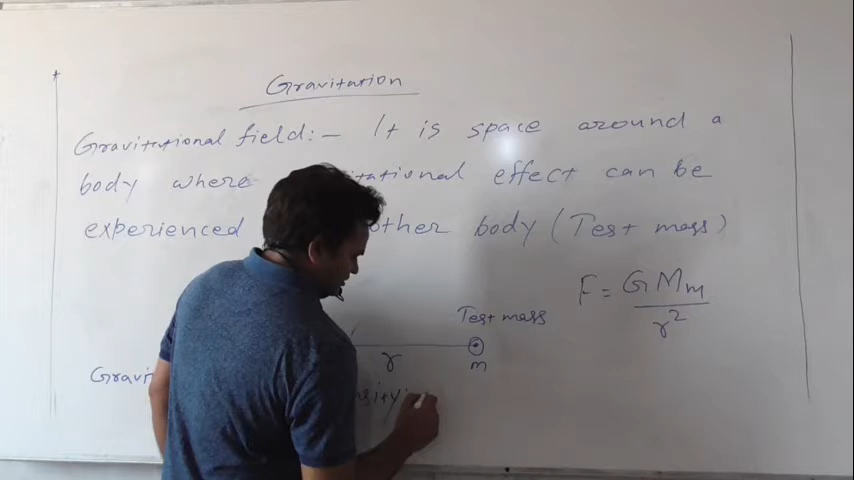 Gravitation
Gravitational field:- It is space around a
body where itational effect can be
experienced other body (Test mass)
F = GMm/r²
Test mass
r
m
Gravi sity